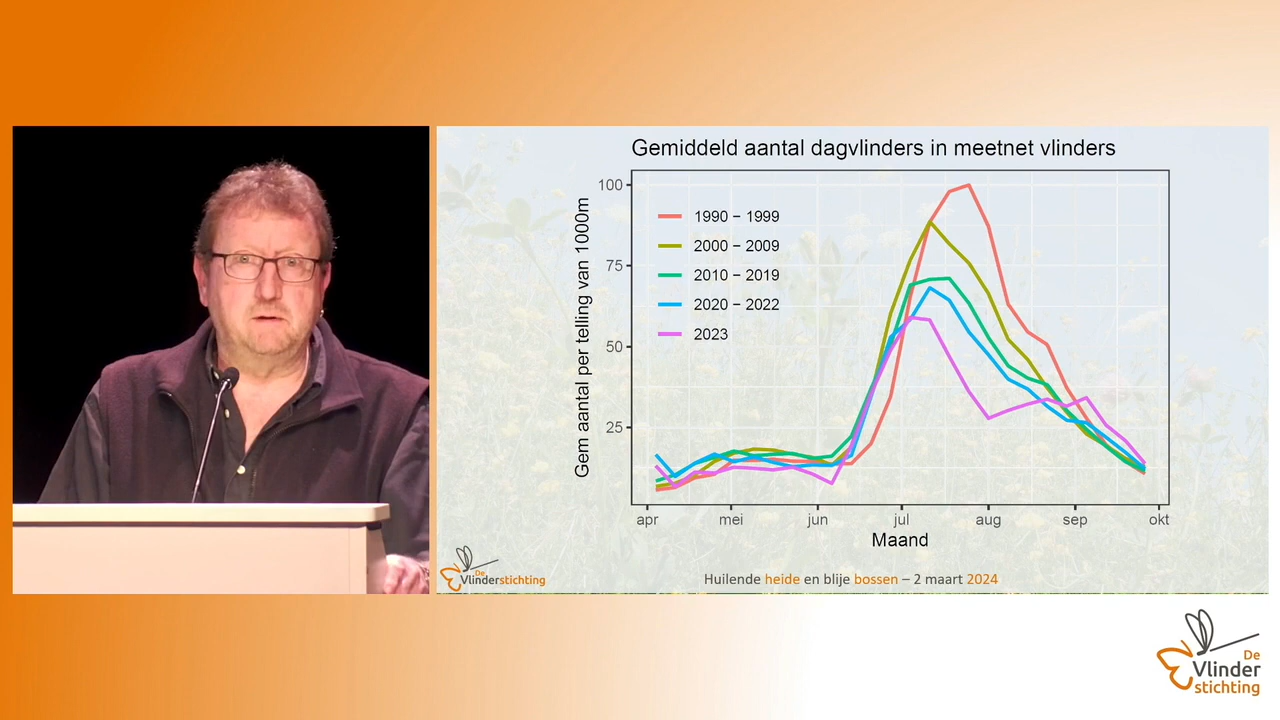 Gemiddeld aantal dagvlinders in meetnet vlinders
Gem aantal per telling van 1000m
100
75
50
25
1990 – 1999
2000 – 2009
2010 – 2019
2020 – 2022
2023
apr
mei
jun
jul
aug
sep
okt
Maand
De
Vlinderstichting
Huilende heide en blije bossen – 2 maart 2024
De
Vlinder
stichting